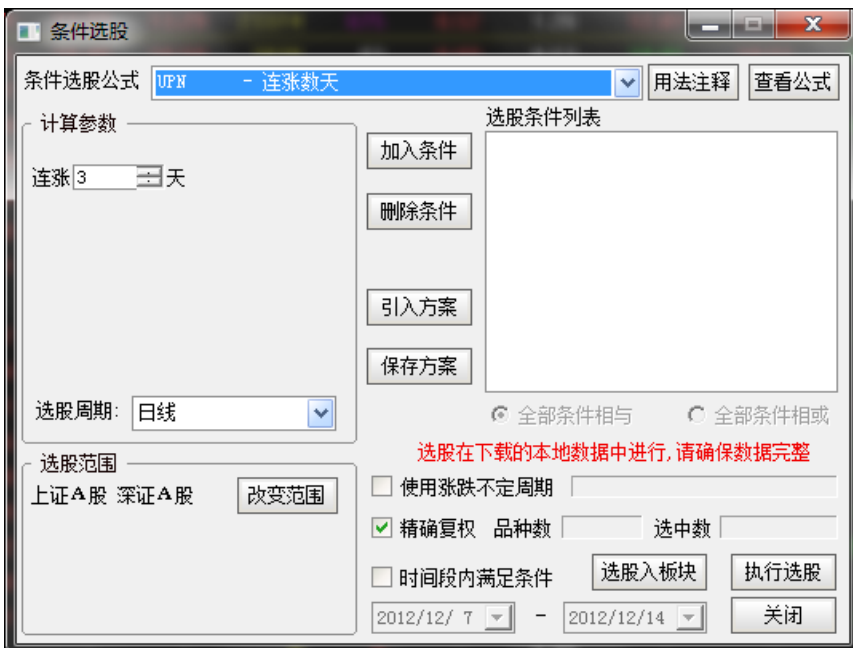 条件选股
条件选股公式 UPN - 连涨数天 用法注释 查看公式
计算参数
连涨 3 天
选股周期: 日线
选股范围
上证A股 深证A股 改变范围
加入条件
删除条件
引入方案
保存方案
选股条件列表
全部条件相与 全部条件相或
选股在下载的本地数据中进行,请确保数据完整
使用涨跌不定周期
精确复权 品种数 选中数
时间段内满足条件 选股入板块 执行选股
2012/12/ 7 - 2012/12/14 关闭